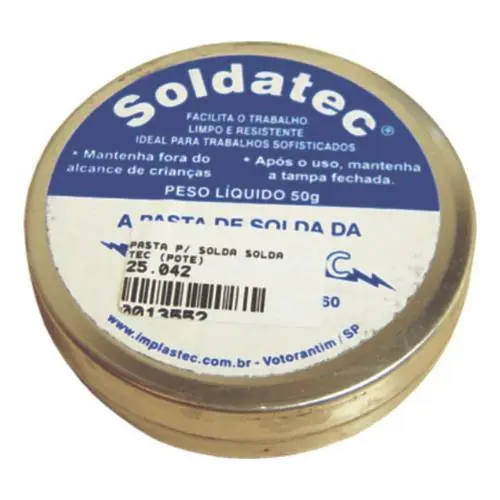 Soldatec®
FACILITA O TRABALHO
LIMPO E RESISTENTE
IDEAL PARA TRABALHOS SOFISTICADOS
• Mantenha fora do
alcance de crianças
• Após o uso, mantenha
a tampa fechada.
PESO LÍQUIDO 50g
A PASTA DE SOLDA DA
C
PASTA P/ SOLDA SOLDA
TEC (POTE)
25.042
0013552
www.implastec.com.br - Votorantim / SP